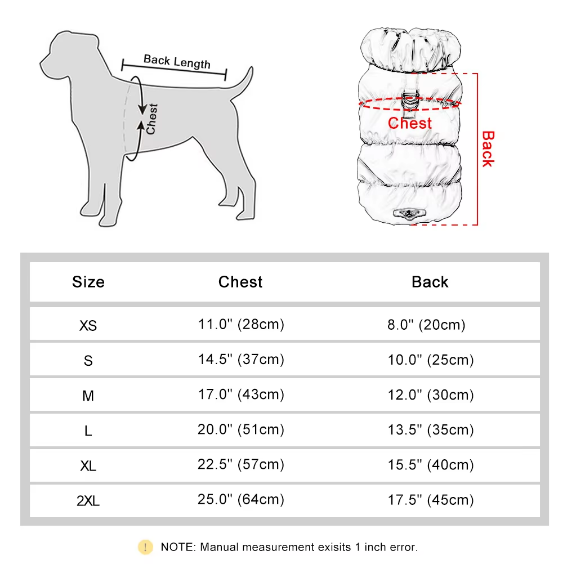 Back Length
Chest
Chest
Back
Size Chest Back
XS 11.0" (28cm) 8.0" (20cm)
S 14.5" (37cm) 10.0" (25cm)
M 17.0" (43cm) 12.0" (30cm)
L 20.0" (51cm) 13.5" (35cm)
XL 22.5" (57cm) 15.5" (40cm)
2XL 25.0" (64cm) 17.5" (45cm)
! NOTE: Manual measurement exisits 1 inch error.